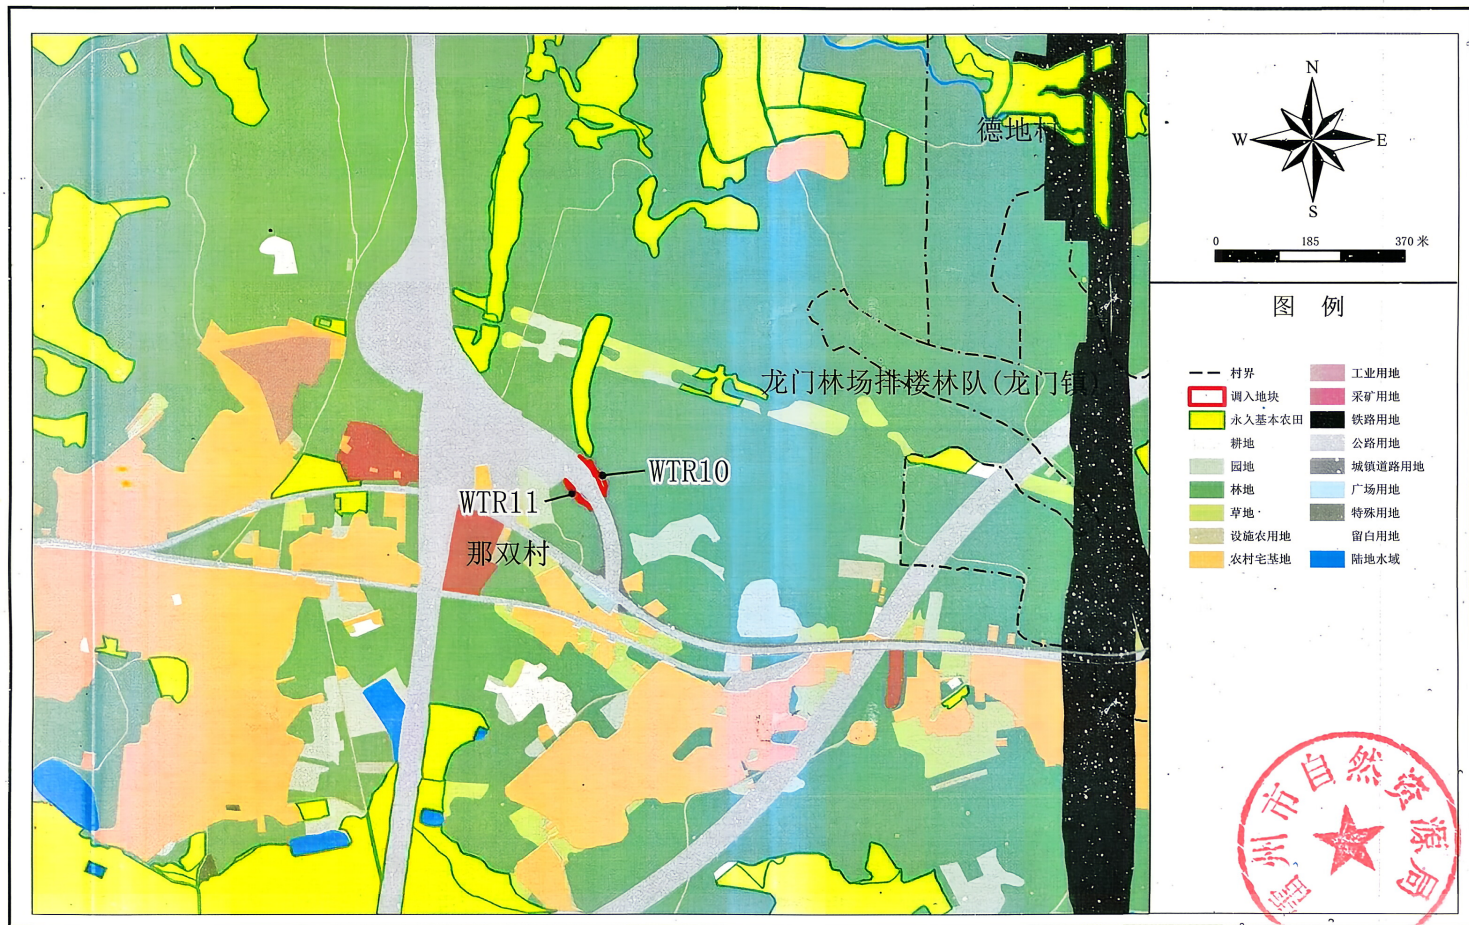 德地村
龙门林场排楼林队(龙门镇)
WTR10
WTR11
那双村
N
W
E
S
0 185 370 米
图 例
村界
调入地块
永久基本农田
耕地
园地
林地
草地
设施农用地
农村宅基地
工业用地
采矿用地
铁路用地
公路用地
城镇道路用地
广场用地
特殊用地
留白用地
陆地水域
州市自然资源局